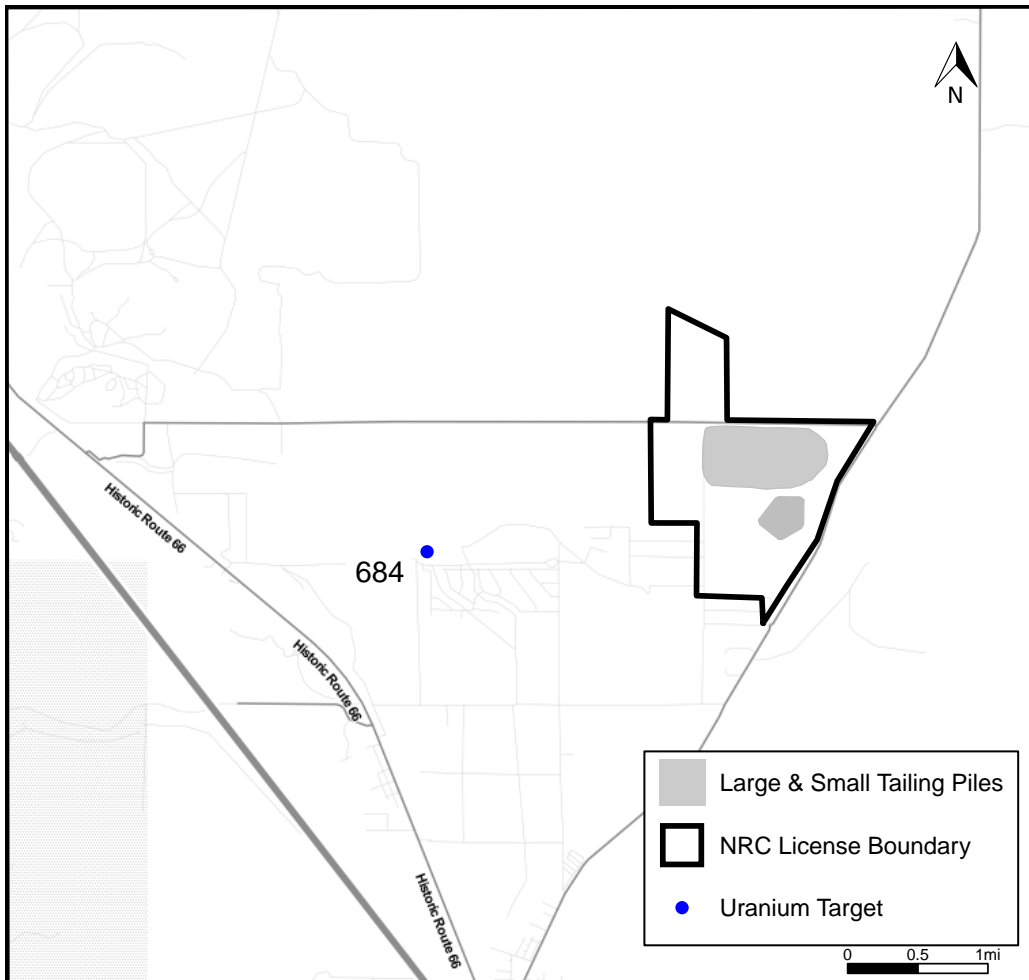 N
Historic Route 66
684
Historic Route 66
Large & Small Tailing Piles
NRC License Boundary
Historic Route 66
Uranium Target
0 0.5 1mi